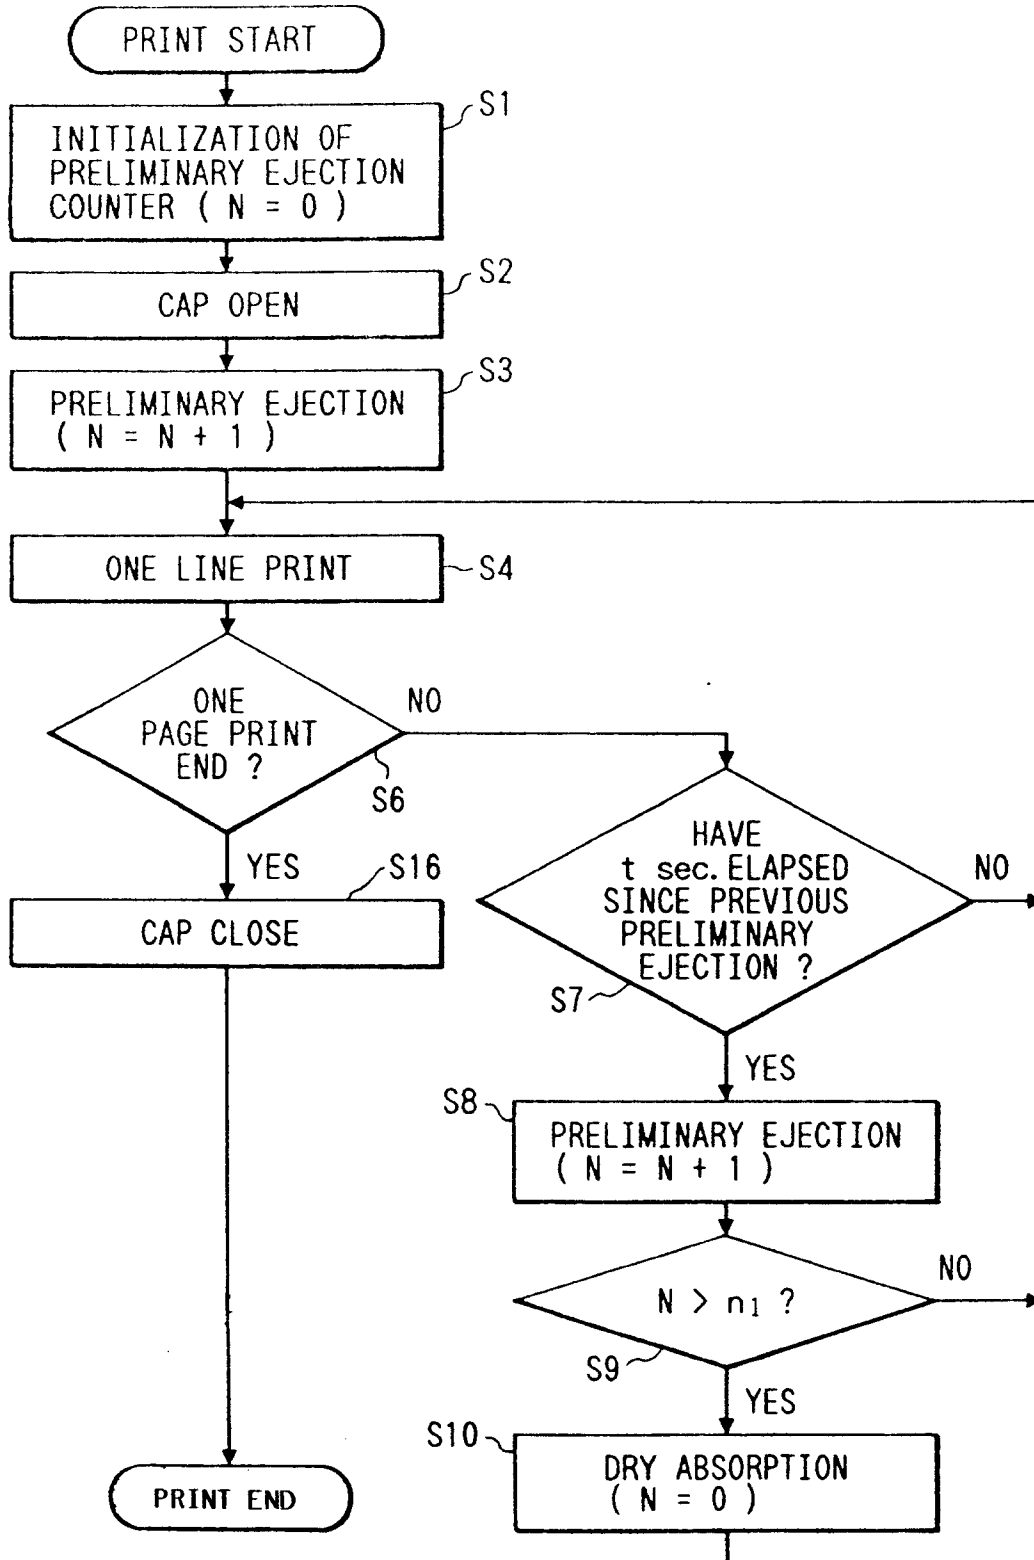 PRINT START
S1
INITIALIZATION OF
PRELIMINARY EJECTION
COUNTER ( N = 0 )
S2
CAP OPEN
S3
PRELIMINARY EJECTION
( N = N + 1 )
ONE LINE PRINT
S4
ONE
PAGE PRINT
END ?
NO
S6
YES
S16
CAP CLOSE
HAVE
t sec. ELAPSED
SINCE PREVIOUS
PRELIMINARY
EJECTION ?
NO
S7
YES
S8
PRELIMINARY EJECTION
( N = N + 1 )
N > n1 ?
NO
S9
YES
S10
DRY ABSORPTION
( N = 0 )
PRINT END